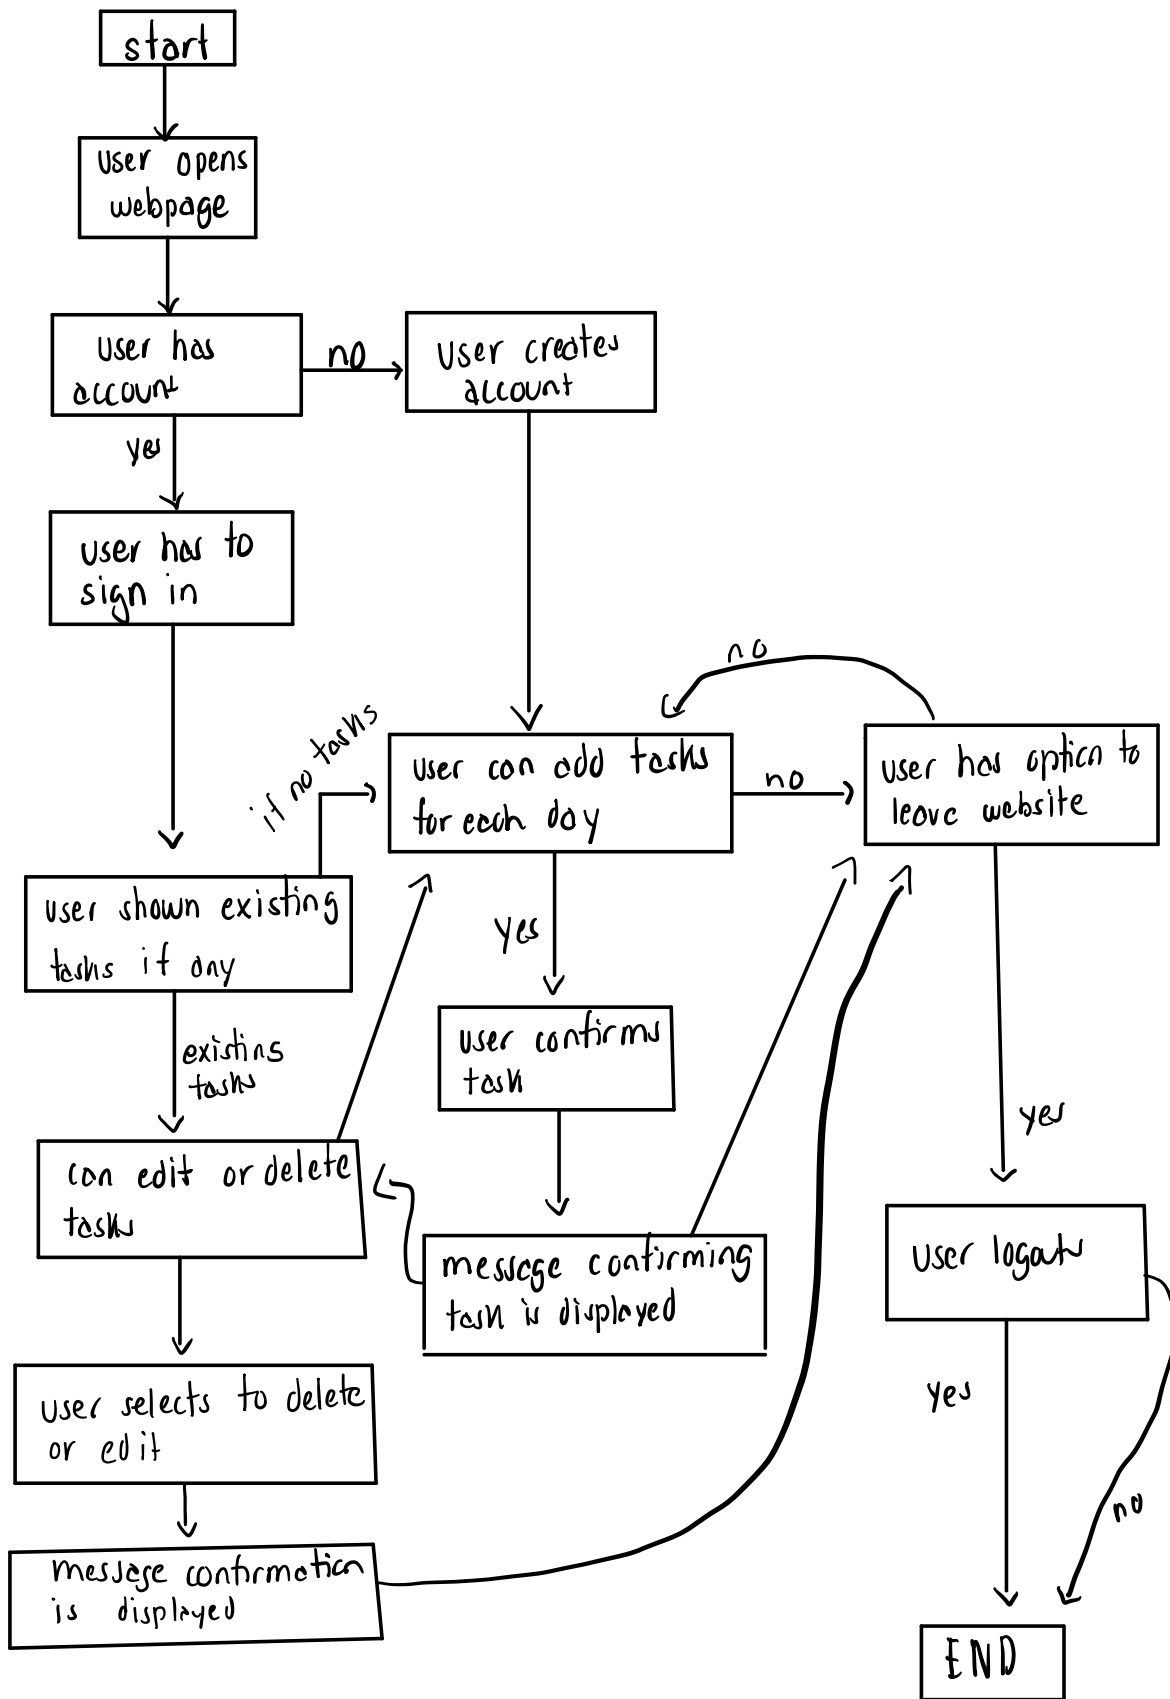 start
user opens
webpage
user has
account
no
user creates
account
yes
user has to
sign in
no
if no tasks
user can add tasks
for each day
no
user has option to
leave website
user shown existing
tasks if any
yes
existing
tasks
user confirms
task
yes
can edit or delete
tasks
message confirming
task is displayed
user logouts
user selects to delete
or edit
yes
no
message confirmation
is displayed
END